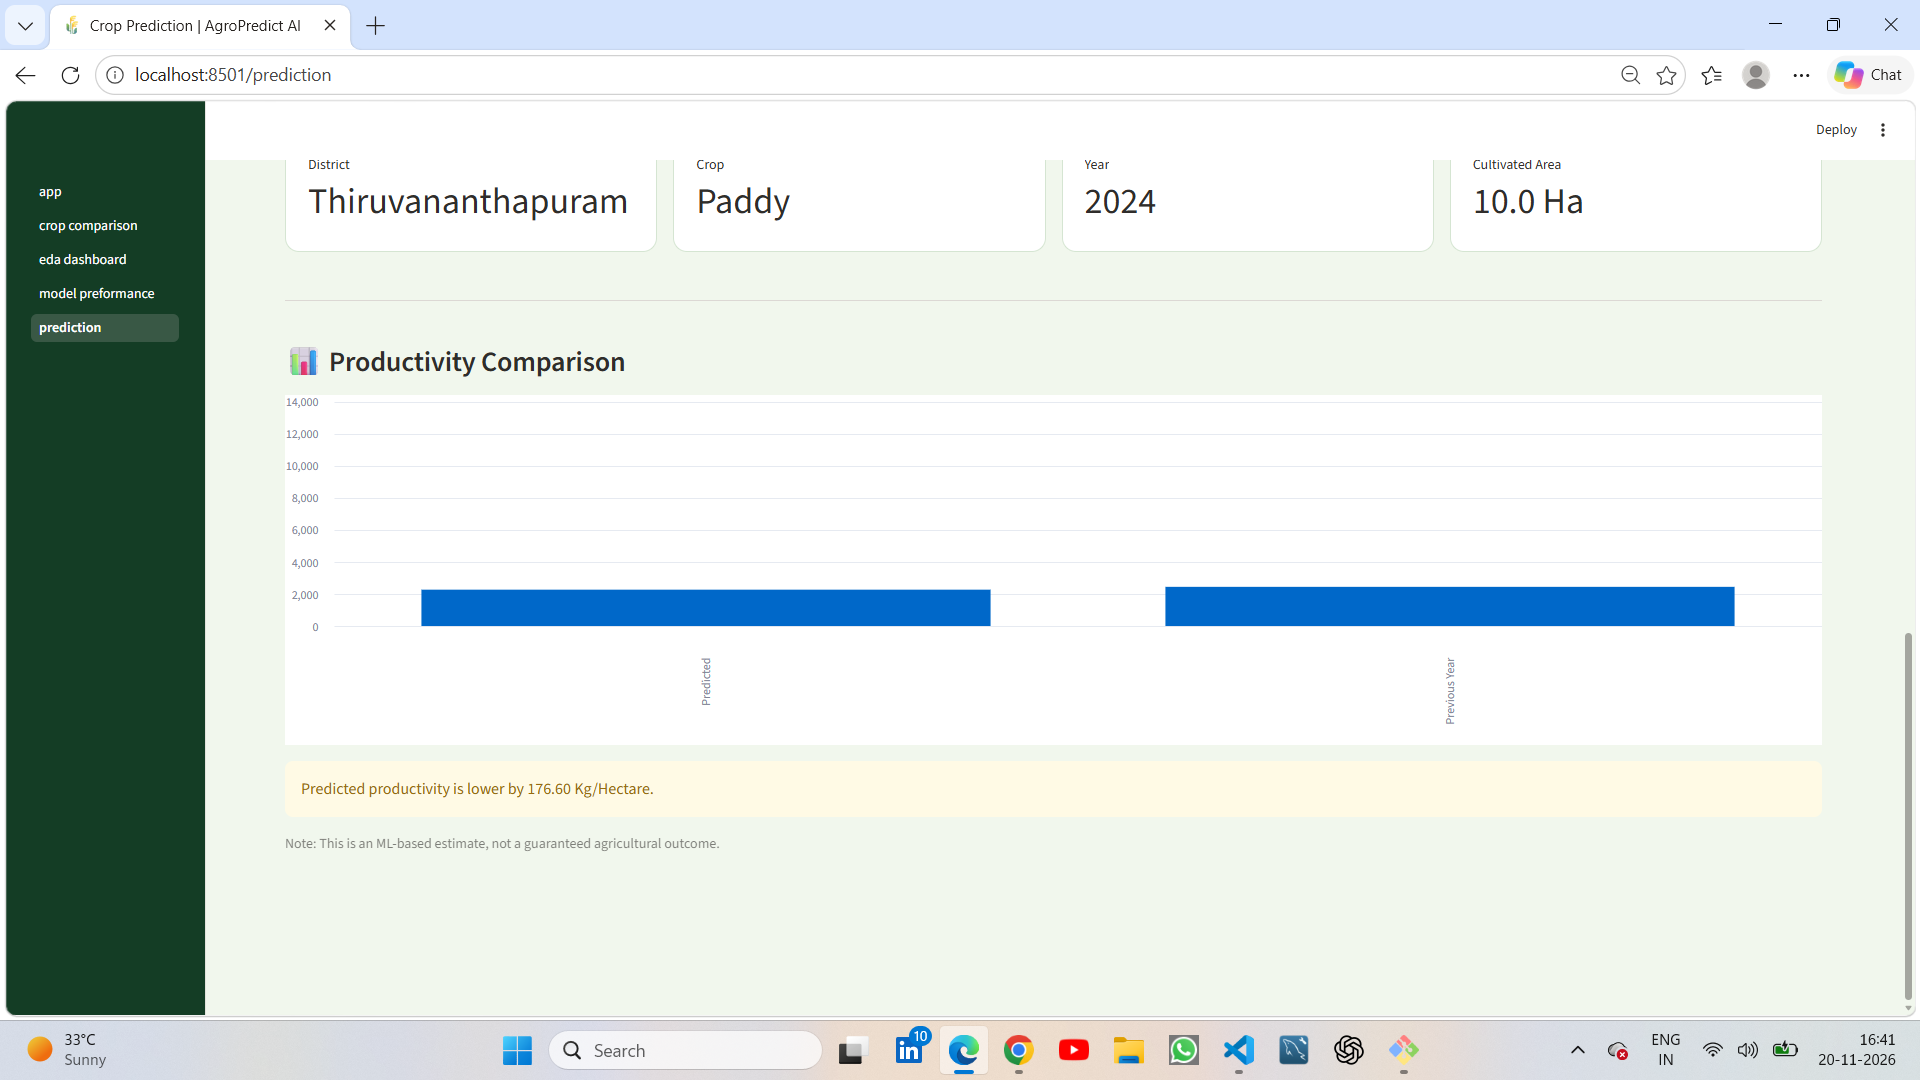 Crop Prediction | AgroPredict AI
localhost:8501/prediction
Chat
Deploy
app
crop comparison
eda dashboard
model preformance
prediction
District
Thiruvananthapuram
Crop
Paddy
Year
2024
Cultivated Area
10.0 Ha
Productivity Comparison
14,000
12,000
10,000
8,000
6,000
4,000
2,000
0
Predicted
Previous Year
Predicted productivity is lower by 176.60 Kg/Hectare.
Note: This is an ML-based estimate, not a guaranteed agricultural outcome.
33°C
Sunny
Search
10
in
ENG
IN
16:41
20-11-2026